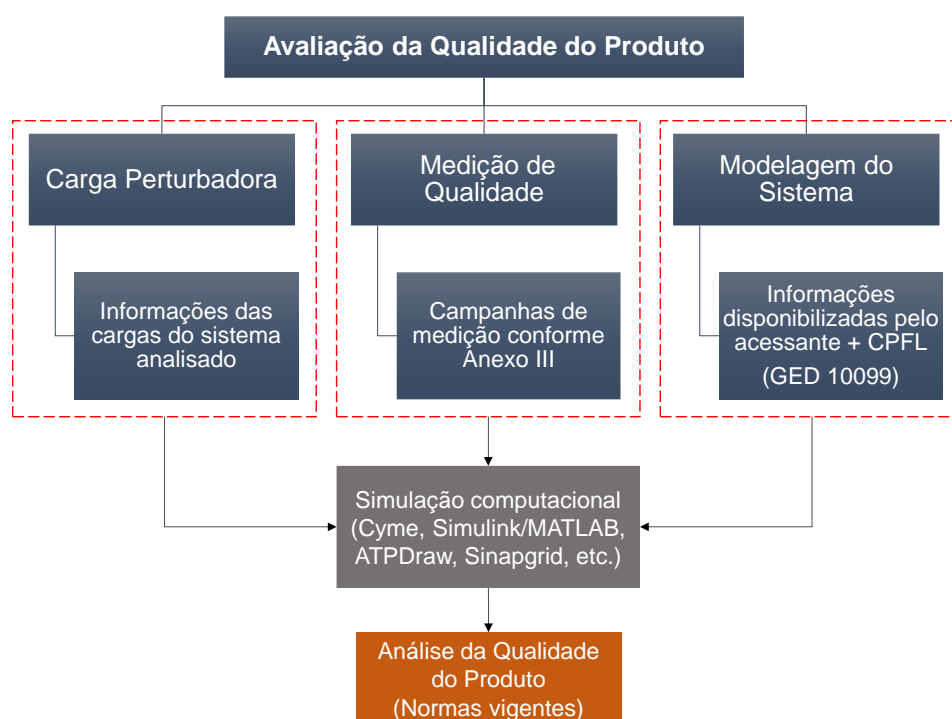 Avaliação da Qualidade do Produto
Carga Perturbadora
Medição de
Qualidade
Modelagem do
Sistema
Informações das
cargas do sistema
analisado
Campanhas de
medição conforme
Anexo III
Informações
disponibilizadas pelo
acessante + CPFL
(GED 10099)
Simulação computacional
(Cyme, Simulink/MATLAB,
ATPDraw, Sinapgrid, etc.)
Análise da Qualidade
do Produto
(Normas vigentes)